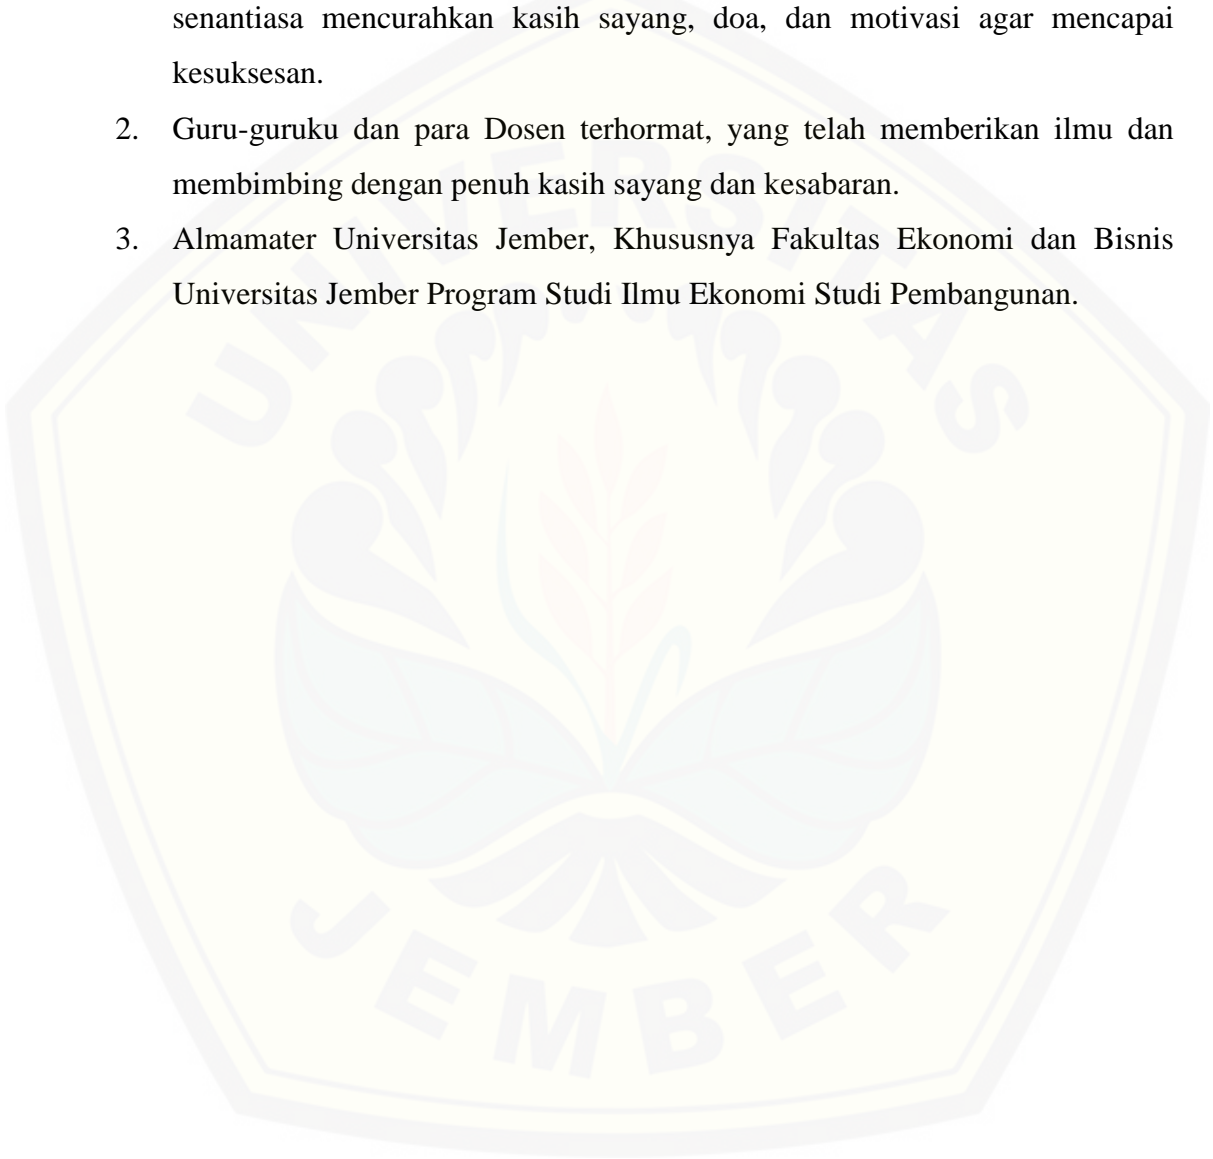 senantiasa mencurahkan kasih sayang, doa, dan motivasi agar mencapai
kesuksesan.
2. Guru-guruku dan para Dosen terhormat, yang telah memberikan ilmu dan
membimbing dengan penuh kasih sayang dan kesabaran.
3. Almamater Universitas Jember, Khususnya Fakultas Ekonomi dan Bisnis
Universitas Jember Program Studi Ilmu Ekonomi Studi Pembangunan.
UNIVERSITAS
JEMBER